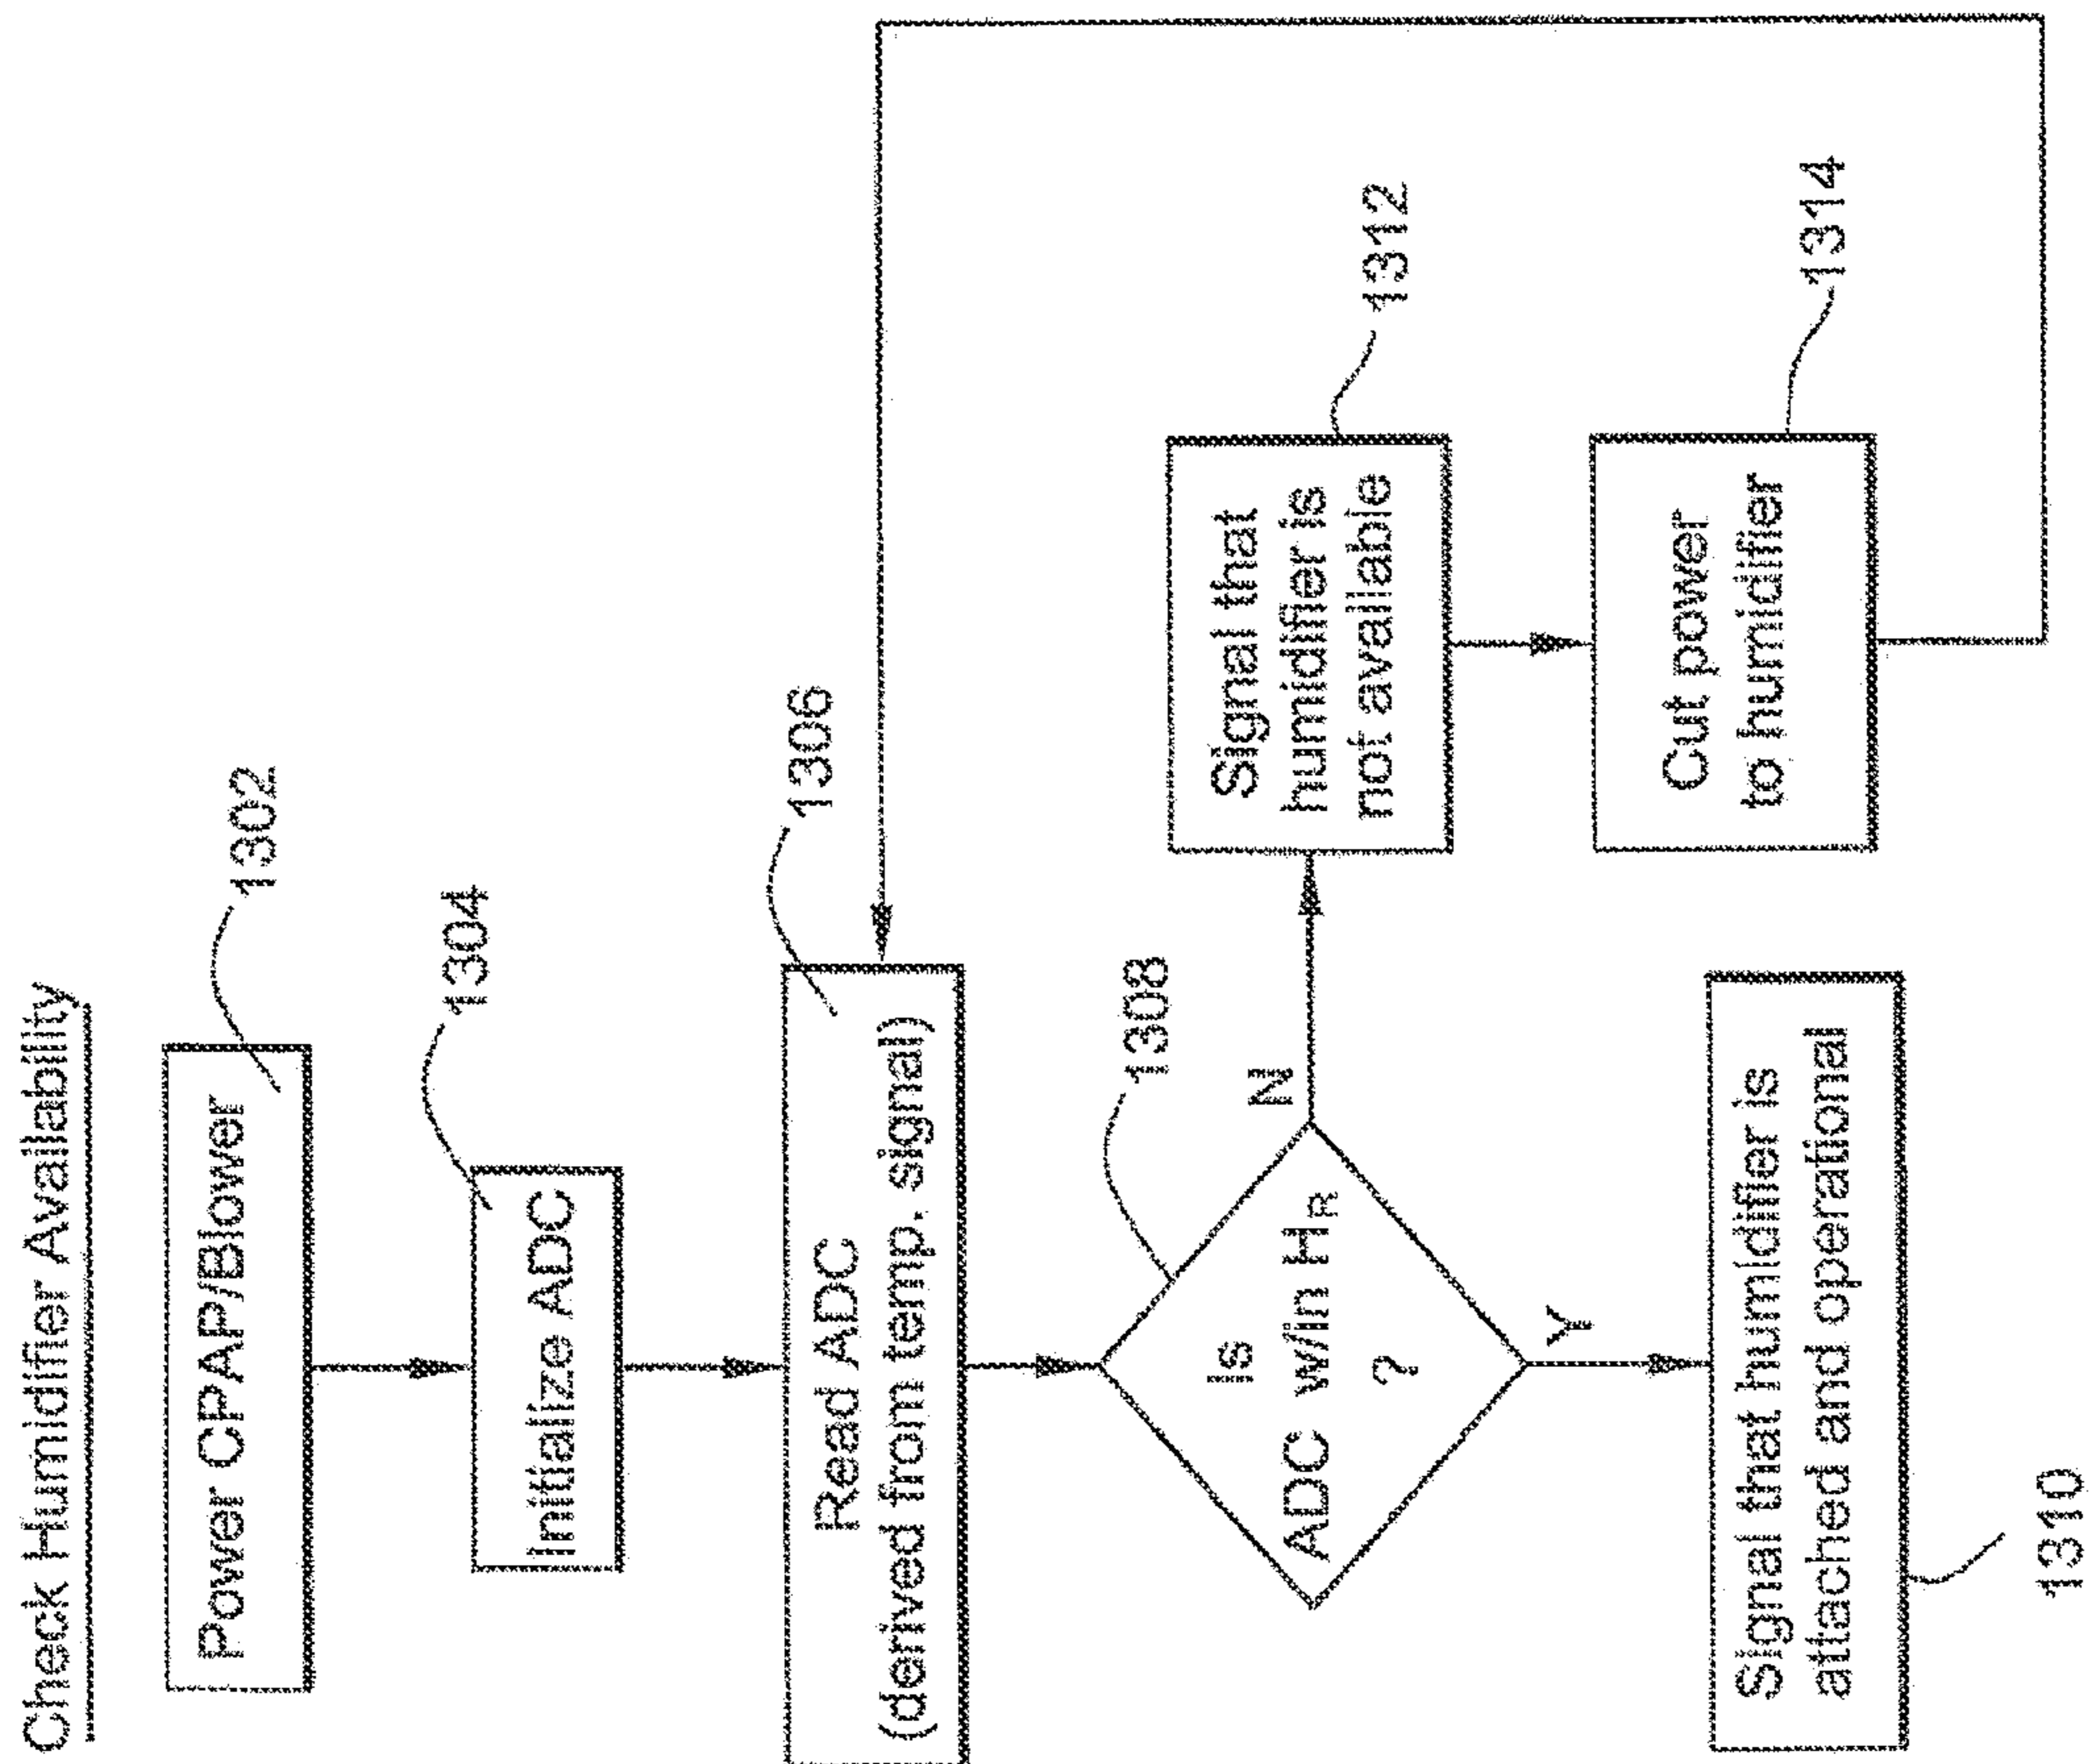 Check Humidifier Availability
Power CPAP/Blower
1302
Initialize ADC
1304
Read ADC
(derived from temp. signal)
1306
is
ADC w/in HR
?
1308
N
Y
Signal that
humidifier is
not available
1312
Cut power
to humidifier
1314
Signal that humidifier is
attached and operational
1310